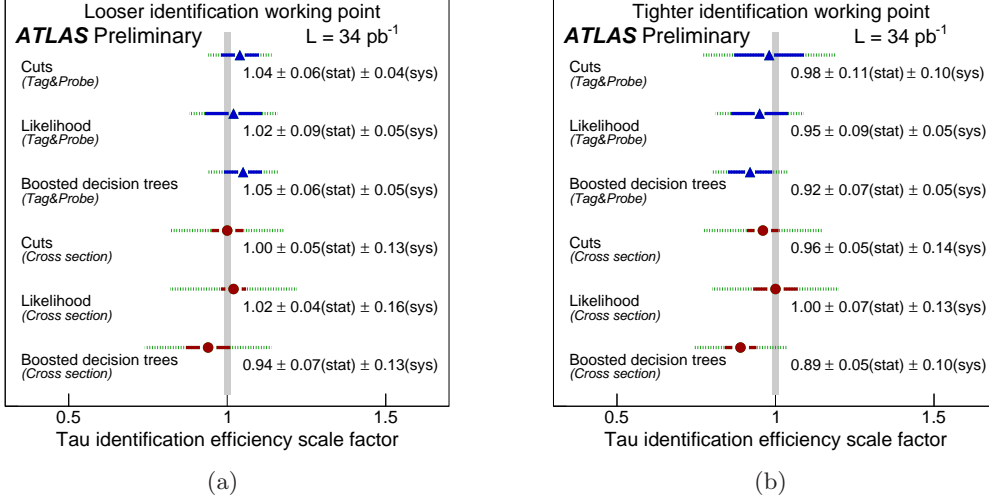 Looser identification working point
ATLAS Preliminary L = 34 pb-1
Cuts
(Tag&Probe)
1.04 ± 0.06(stat) ± 0.04(sys)
Likelihood
(Tag&Probe)
1.02 ± 0.09(stat) ± 0.05(sys)
Boosted decision trees
(Tag&Probe)
1.05 ± 0.06(stat) ± 0.05(sys)
Cuts
(Cross section)
1.00 ± 0.05(stat) ± 0.13(sys)
Likelihood
(Cross section)
1.02 ± 0.04(stat) ± 0.16(sys)
Boosted decision trees
(Cross section)
0.94 ± 0.07(stat) ± 0.13(sys)
0.5 1 1.5
Tau identification efficiency scale factor
(a)
Tighter identification working point
ATLAS Preliminary L = 34 pb-1
Cuts
(Tag&Probe)
0.98 ± 0.11(stat) ± 0.10(sys)
Likelihood
(Tag&Probe)
0.95 ± 0.09(stat) ± 0.05(sys)
Boosted decision trees
(Tag&Probe)
0.92 ± 0.07(stat) ± 0.05(sys)
Cuts
(Cross section)
0.96 ± 0.05(stat) ± 0.14(sys)
Likelihood
(Cross section)
1.00 ± 0.07(stat) ± 0.13(sys)
Boosted decision trees
(Cross section)
0.89 ± 0.05(stat) ± 0.10(sys)
0.5 1 1.5
Tau identification efficiency scale factor
(b)